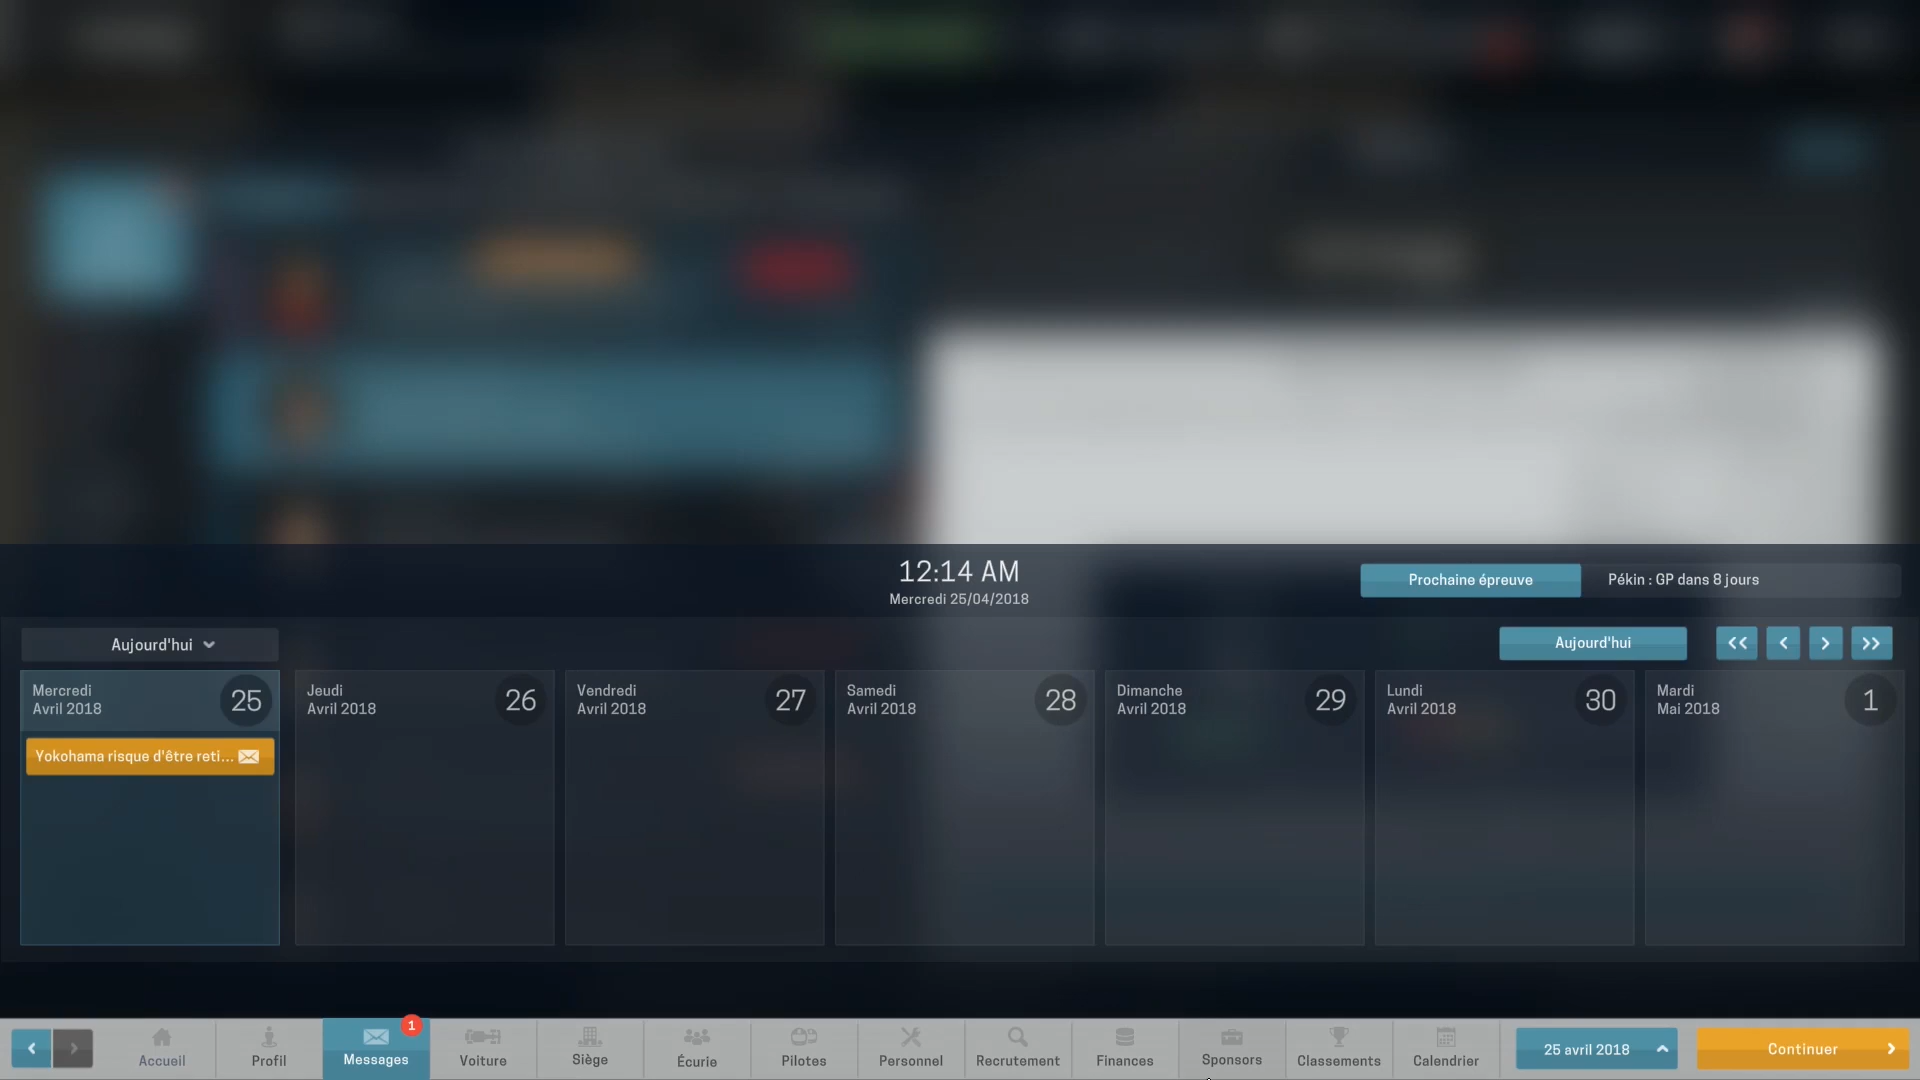 12:14 AM
Mercredi 25/04/2018
Prochaine épreuve
Pékin : GP dans 8 jours
Aujourd'hui
Aujourd'hui
<<
<
>
>>
Mercredi
Avril 2018
25
Jeudi
Avril 2018
26
Vendredi
Avril 2018
27
Samedi
Avril 2018
28
Dimanche
Avril 2018
29
Lundi
Avril 2018
30
Mardi
Mai 2018
1
Yokohama risque d'être reti...
1
Accueil
Profil
Messages
Voiture
Siège
Écurie
Pilotes
Personnel
Recrutement
Finances
Sponsors
Classements
Calendrier
25 avril 2018
Continuer